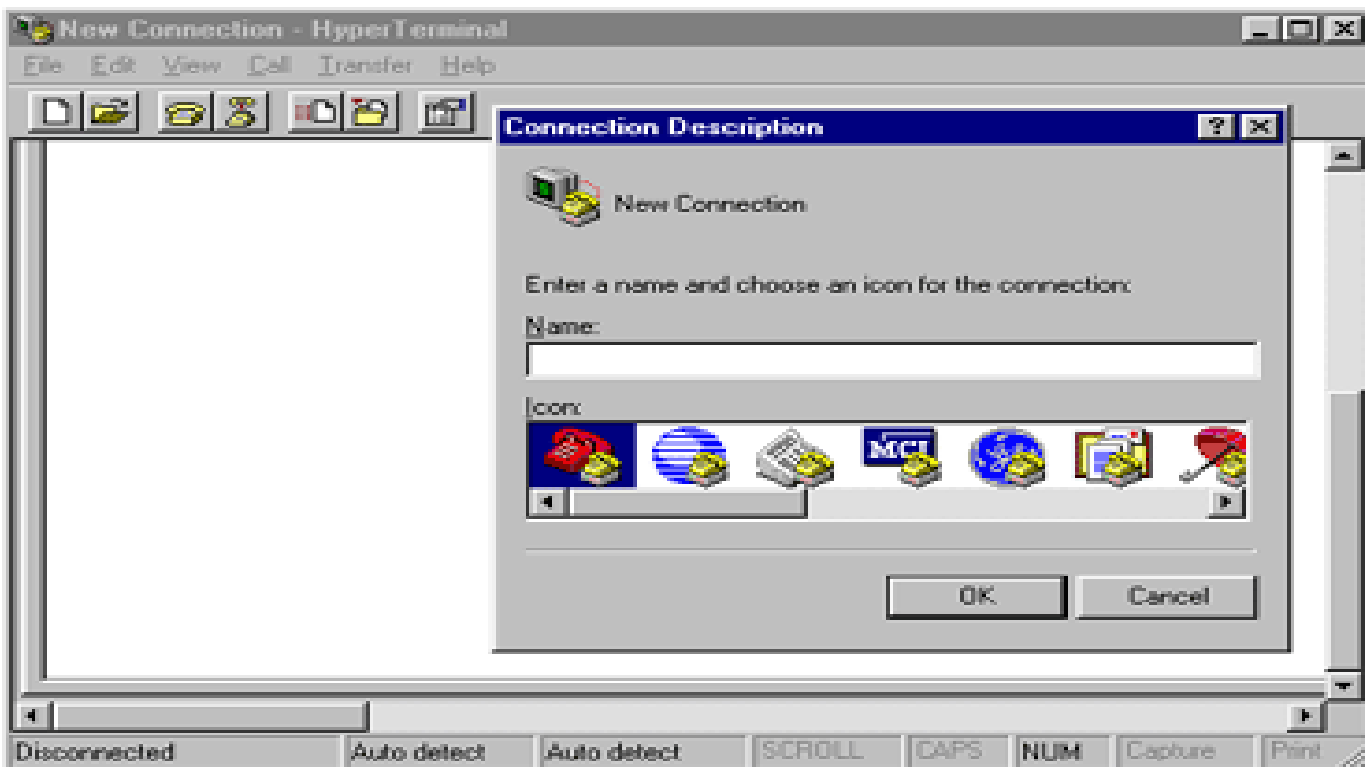 New Connection - HyperTerminal
File Edit View Call Transfer Help
Connection Description
New Connection
Enter a name and choose an icon for the connection:
Name:
Icon:
MCI
OK Cancel
Disconnected Auto detect Auto detect SCROLL CAPS NUM Capture Print